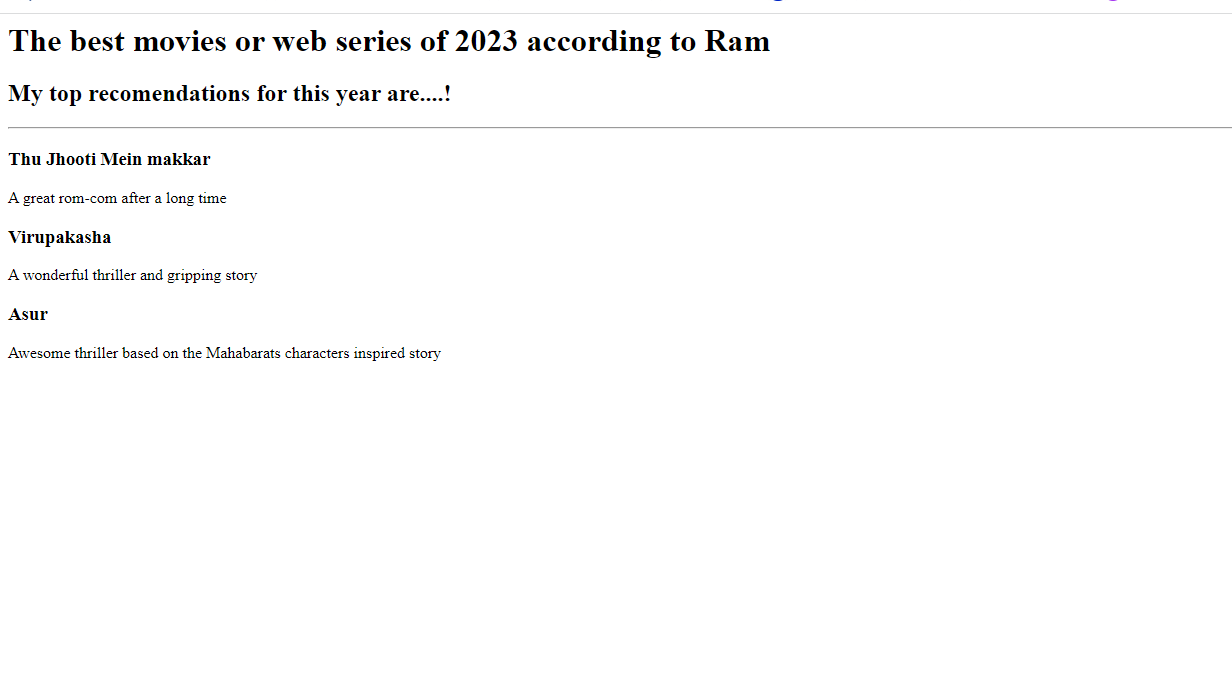 The best movies or web series of 2023 according to Ram
My top recomendations for this year are....!
Thu Jhooti Mein makkar
A great rom-com after a long time
Virupakasha
A wonderful thriller and gripping story
Asur
Awesome thriller based on the Mahabarats characters inspired story